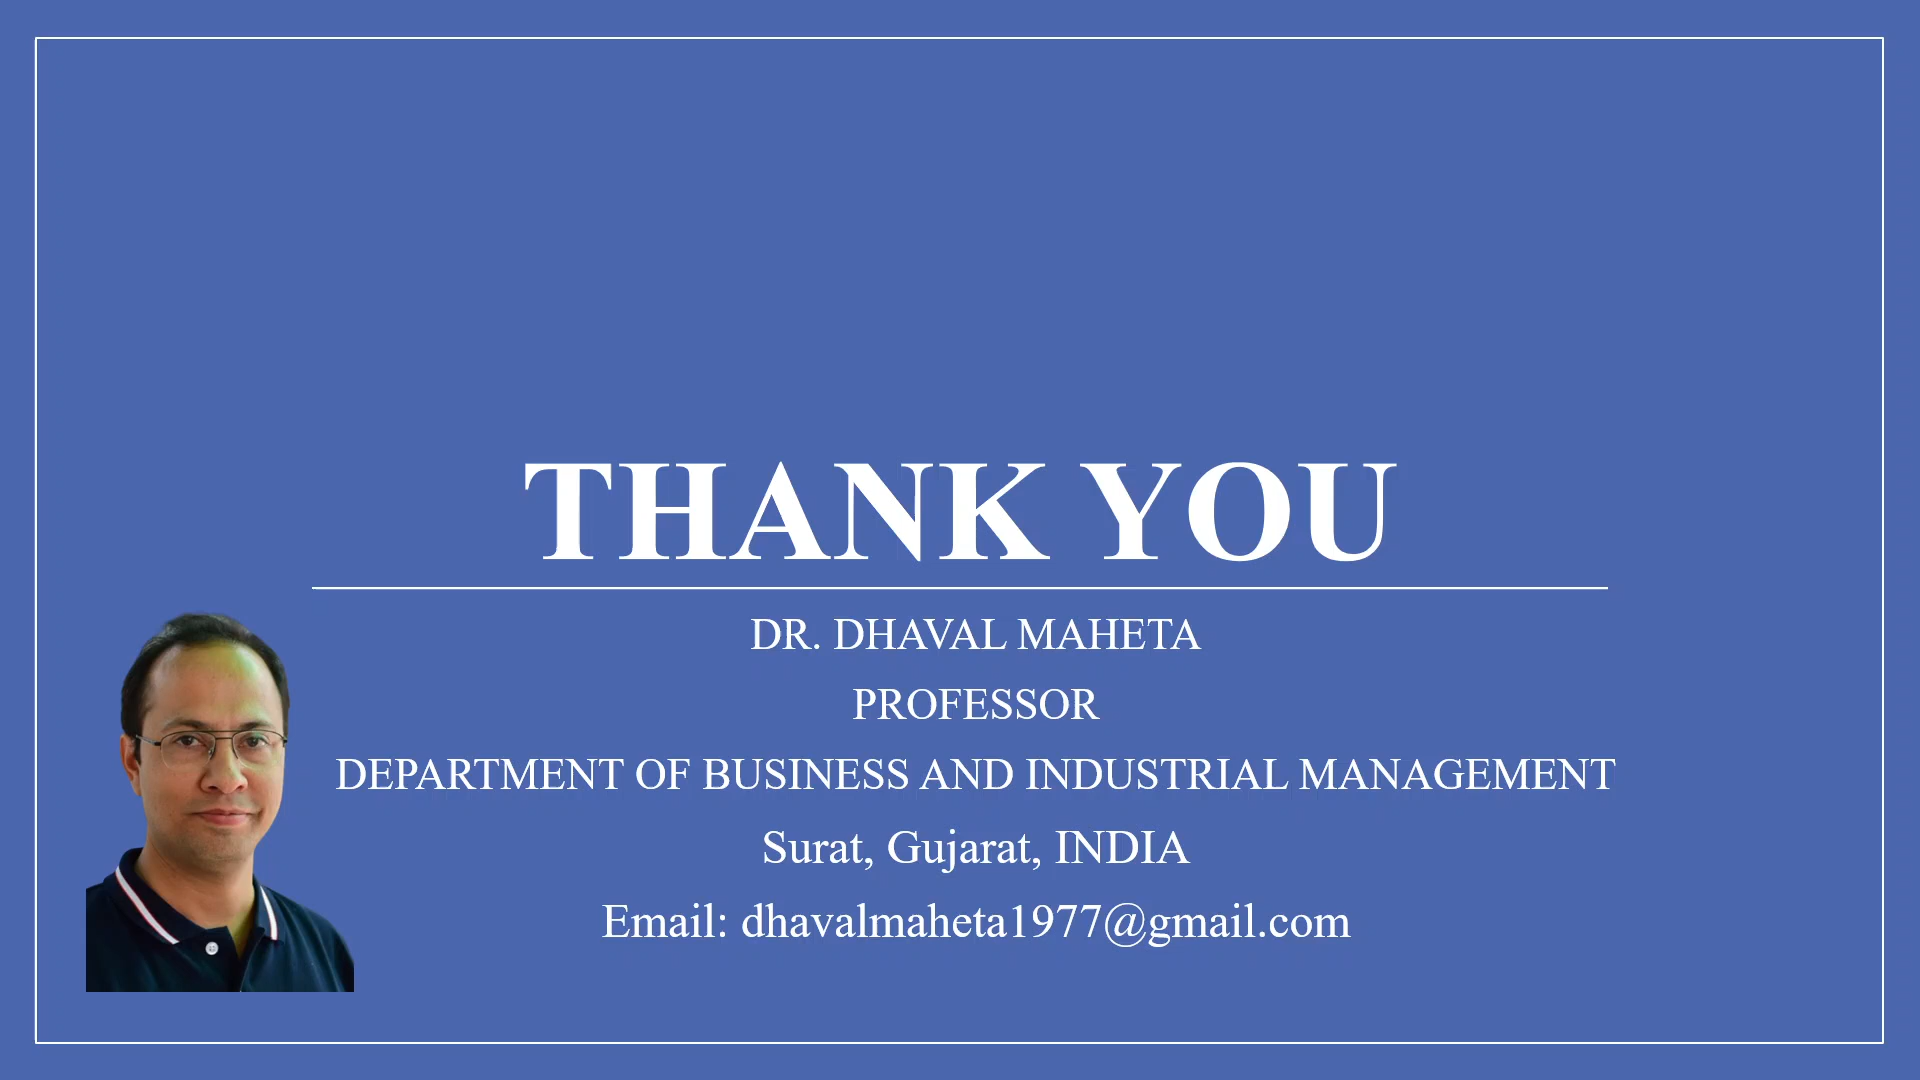 THANK YOU
DR. DHAVAL MAHETA
PROFESSOR
DEPARTMENT OF BUSINESS AND INDUSTRIAL MANAGEMENT
Surat, Gujarat, INDIA
Email: dhavalmaheta1977@gmail.com